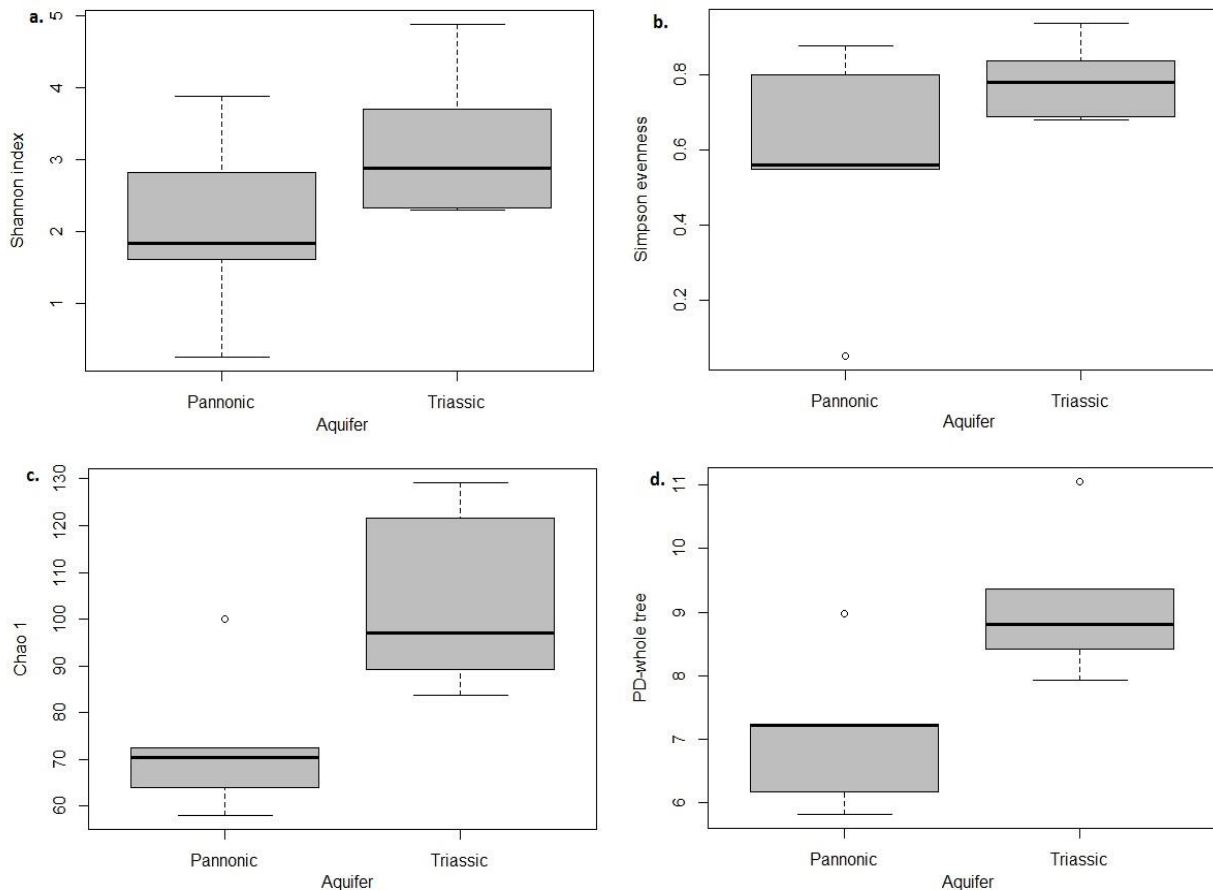 a.
Shannon index
5
4
3
2
1
Pannonic Triassic
Aquifer
b.
Simpson evenness
0.8
0.6
0.4
0.2
Pannonic Triassic
Aquifer
c.
Chao 1
130
120
110
100
90
80
70
60
Pannonic Triassic
Aquifer
d.
PD-whole tree
11
10
9
8
7
6
Pannonic Triassic
Aquifer